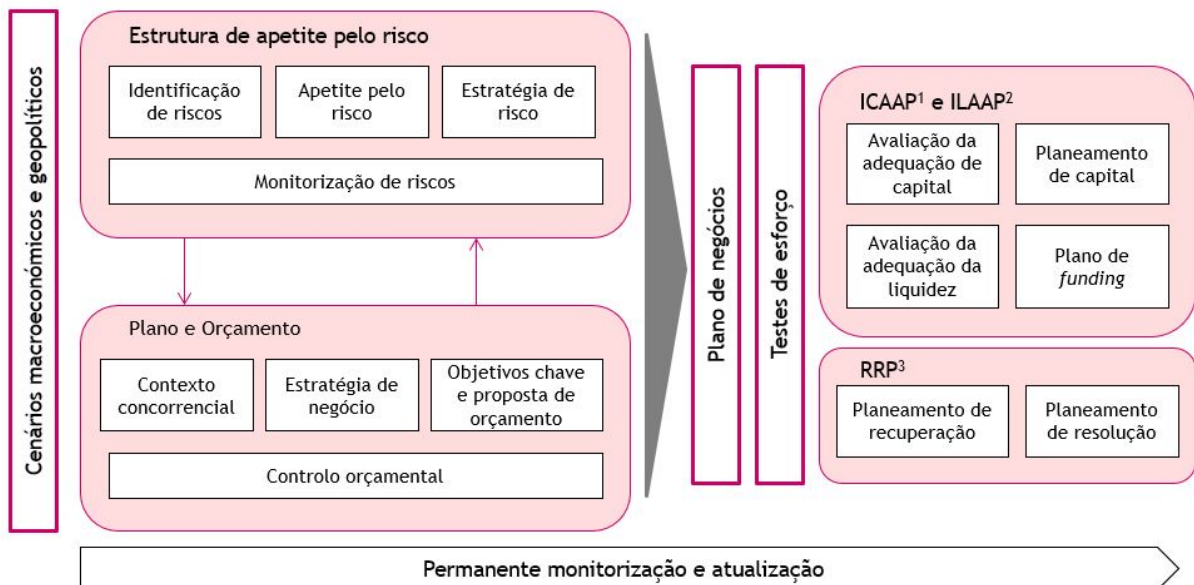 Cenários macroeconómicos e geopolíticos
Estrutura de apetite pelo risco
Identificação
de riscos
Apetite pelo
risco
Estratégia de
risco
Monitorização de riscos
Plano e Orçamento
Contexto
concorrencial
Estratégia de
negócio
Objetivos chave
e proposta de
orçamento
Controlo orçamental
Plano de negócios
Testes de esforço
ICAAP¹ e ILAAP²
Avaliação da
adequação de
capital
Planeamento
de capital
Avaliação da
adequação da
liquidez
Plano de
funding
RRP³
Planeamento de
recuperação
Planeamento
de resolução
Permanente monitorização e atualização